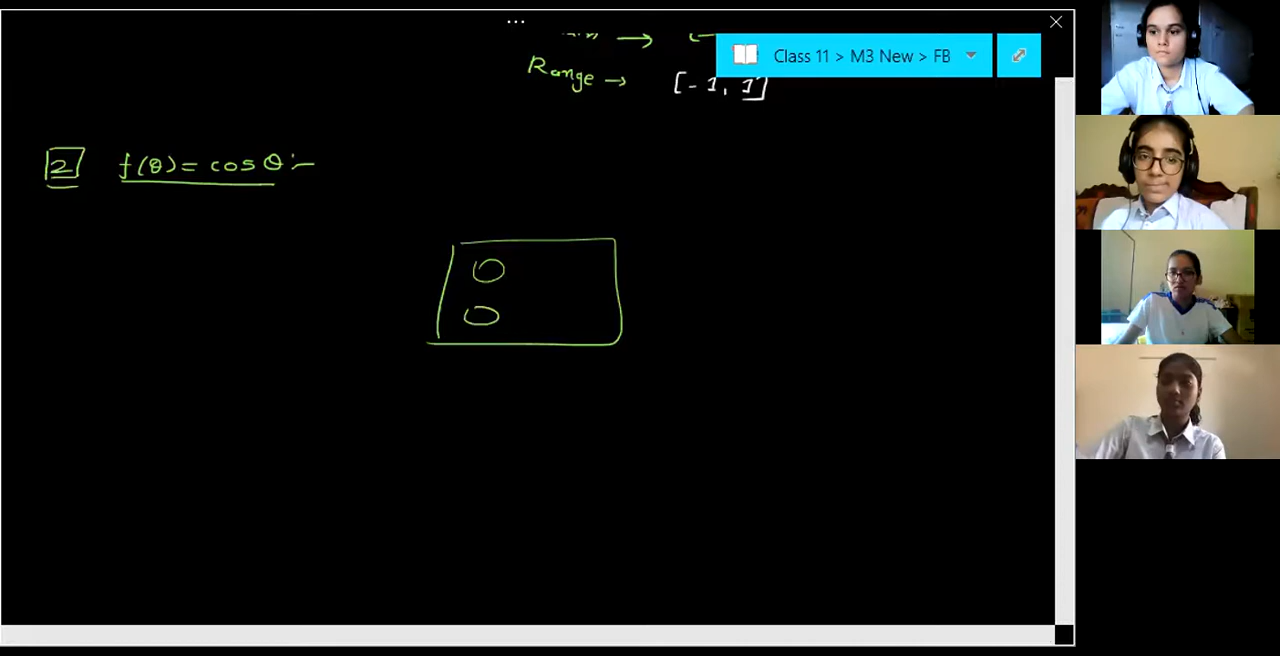 Class 11 > M3 New > FB
Range → [-1, 1]
2 f(θ) = cos θ :-